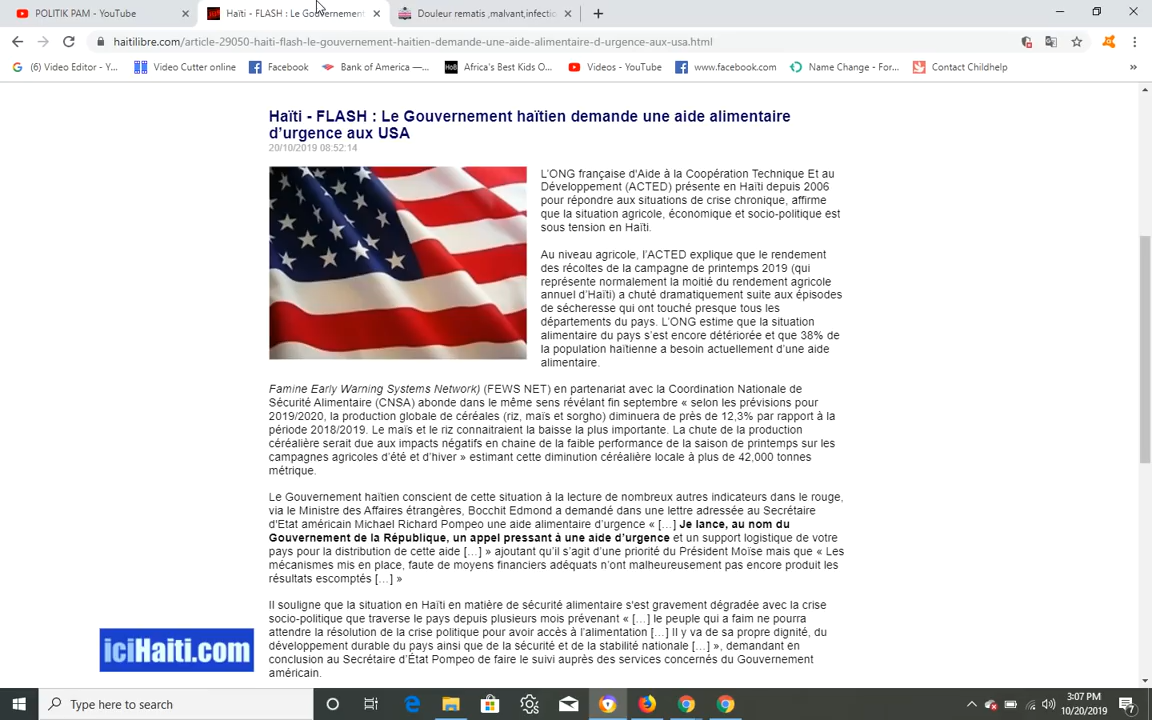 POLITIK PAM - YouTube
Haïti - FLASH : Le Gouvernement
Douleur rematis ,malvant,infectio
haitilibre.com/article-29050-haiti-flash-le-gouvernement-haitien-demande-une-aide-alimentaire-d-urgence-aux-usa.html
(6) Video Editor - Y...
Video Cutter online
Facebook
Bank of America —...
Africa's Best Kids O...
Videos - YouTube
www.facebook.com
Name Change - For...
Contact Childhelp
»
Haïti - FLASH : Le Gouvernement haïtien demande une aide alimentaire
d’urgence aux USA
20/10/2019 08:52:14
L’ONG française d'Aide à la Coopération Technique Et au
Développement (ACTED) présente en Haïti depuis 2006
pour répondre aux situations de crise chronique, affirme
que la situation agricole, économique et socio-politique est
sous tension en Haïti.
Au niveau agricole, l'ACTED explique que le rendement
des récoltes de la campagne de printemps 2019 (qui
représente normalement la moitié du rendement agricole
annuel d’Haïti) a chuté dramatiquement suite aux épisodes
de sécheresse qui ont touché presque tous les
départements du pays. L’ONG estime que la situation
alimentaire du pays s’est encore détériorée et que 38% de
la population haïtienne a besoin actuellement d’une aide
alimentaire.
Famine Early Warning Systems Network) (FEWS NET) en partenariat avec la Coordination Nationale de
Sécurité Alimentaire (CNSA) abonde dans le même sens révélant fin septembre « selon les prévisions pour
2019/2020, la production globale de céréales (riz, maïs et sorgho) diminuera de près de 12,3% par rapport à la
période 2018/2019. Le maïs et le riz connaitraient la baisse la plus importante. La chute de la production
céréalière serait due aux impacts négatifs en chaine de la faible performance de la saison de printemps sur les
campagnes agricoles d’été et d’hiver » estimant cette diminution céréalière locale à plus de 42,000 tonnes
métrique.
Le Gouvernement haïtien conscient de cette situation à la lecture de nombreux autres indicateurs dans le rouge,
via le Ministre des Affaires étrangères, Bocchit Edmond a demandé dans une lettre adressée au Secrétaire
d'Etat américain Michael Richard Pompeo une aide alimentaire d’urgence « [...] Je lance, au nom du
Gouvernement de la République, un appel pressant à une aide d’urgence et un support logistique de votre
pays pour la distribution de cette aide [...] » ajoutant qu’il s’agit d’une priorité du Président Moïse mais que « Les
mécanismes mis en place, faute de moyens financiers adéquats n’ont malheureusement pas encore produit les
résultats escomptés [...] »
Il souligne que la situation en Haïti en matière de sécurité alimentaire s'est gravement dégradée avec la crise
socio-politique que traverse le pays depuis plusieurs mois prévenant « [...] le peuple qui a faim ne pourra
attendre la résolution de la crise politique pour avoir accès à l’alimentation [...] Il y va de sa propre dignité, du
développement durable du pays ainsi que de la sécurité et de la stabilité nationale [...] », demandant en
conclusion au Secrétaire d’État Pompeo de faire le suivi auprès des services concernés du Gouvernement
américain.
iciHaiti.com
Type here to search
3:07 PM
10/20/2019
7